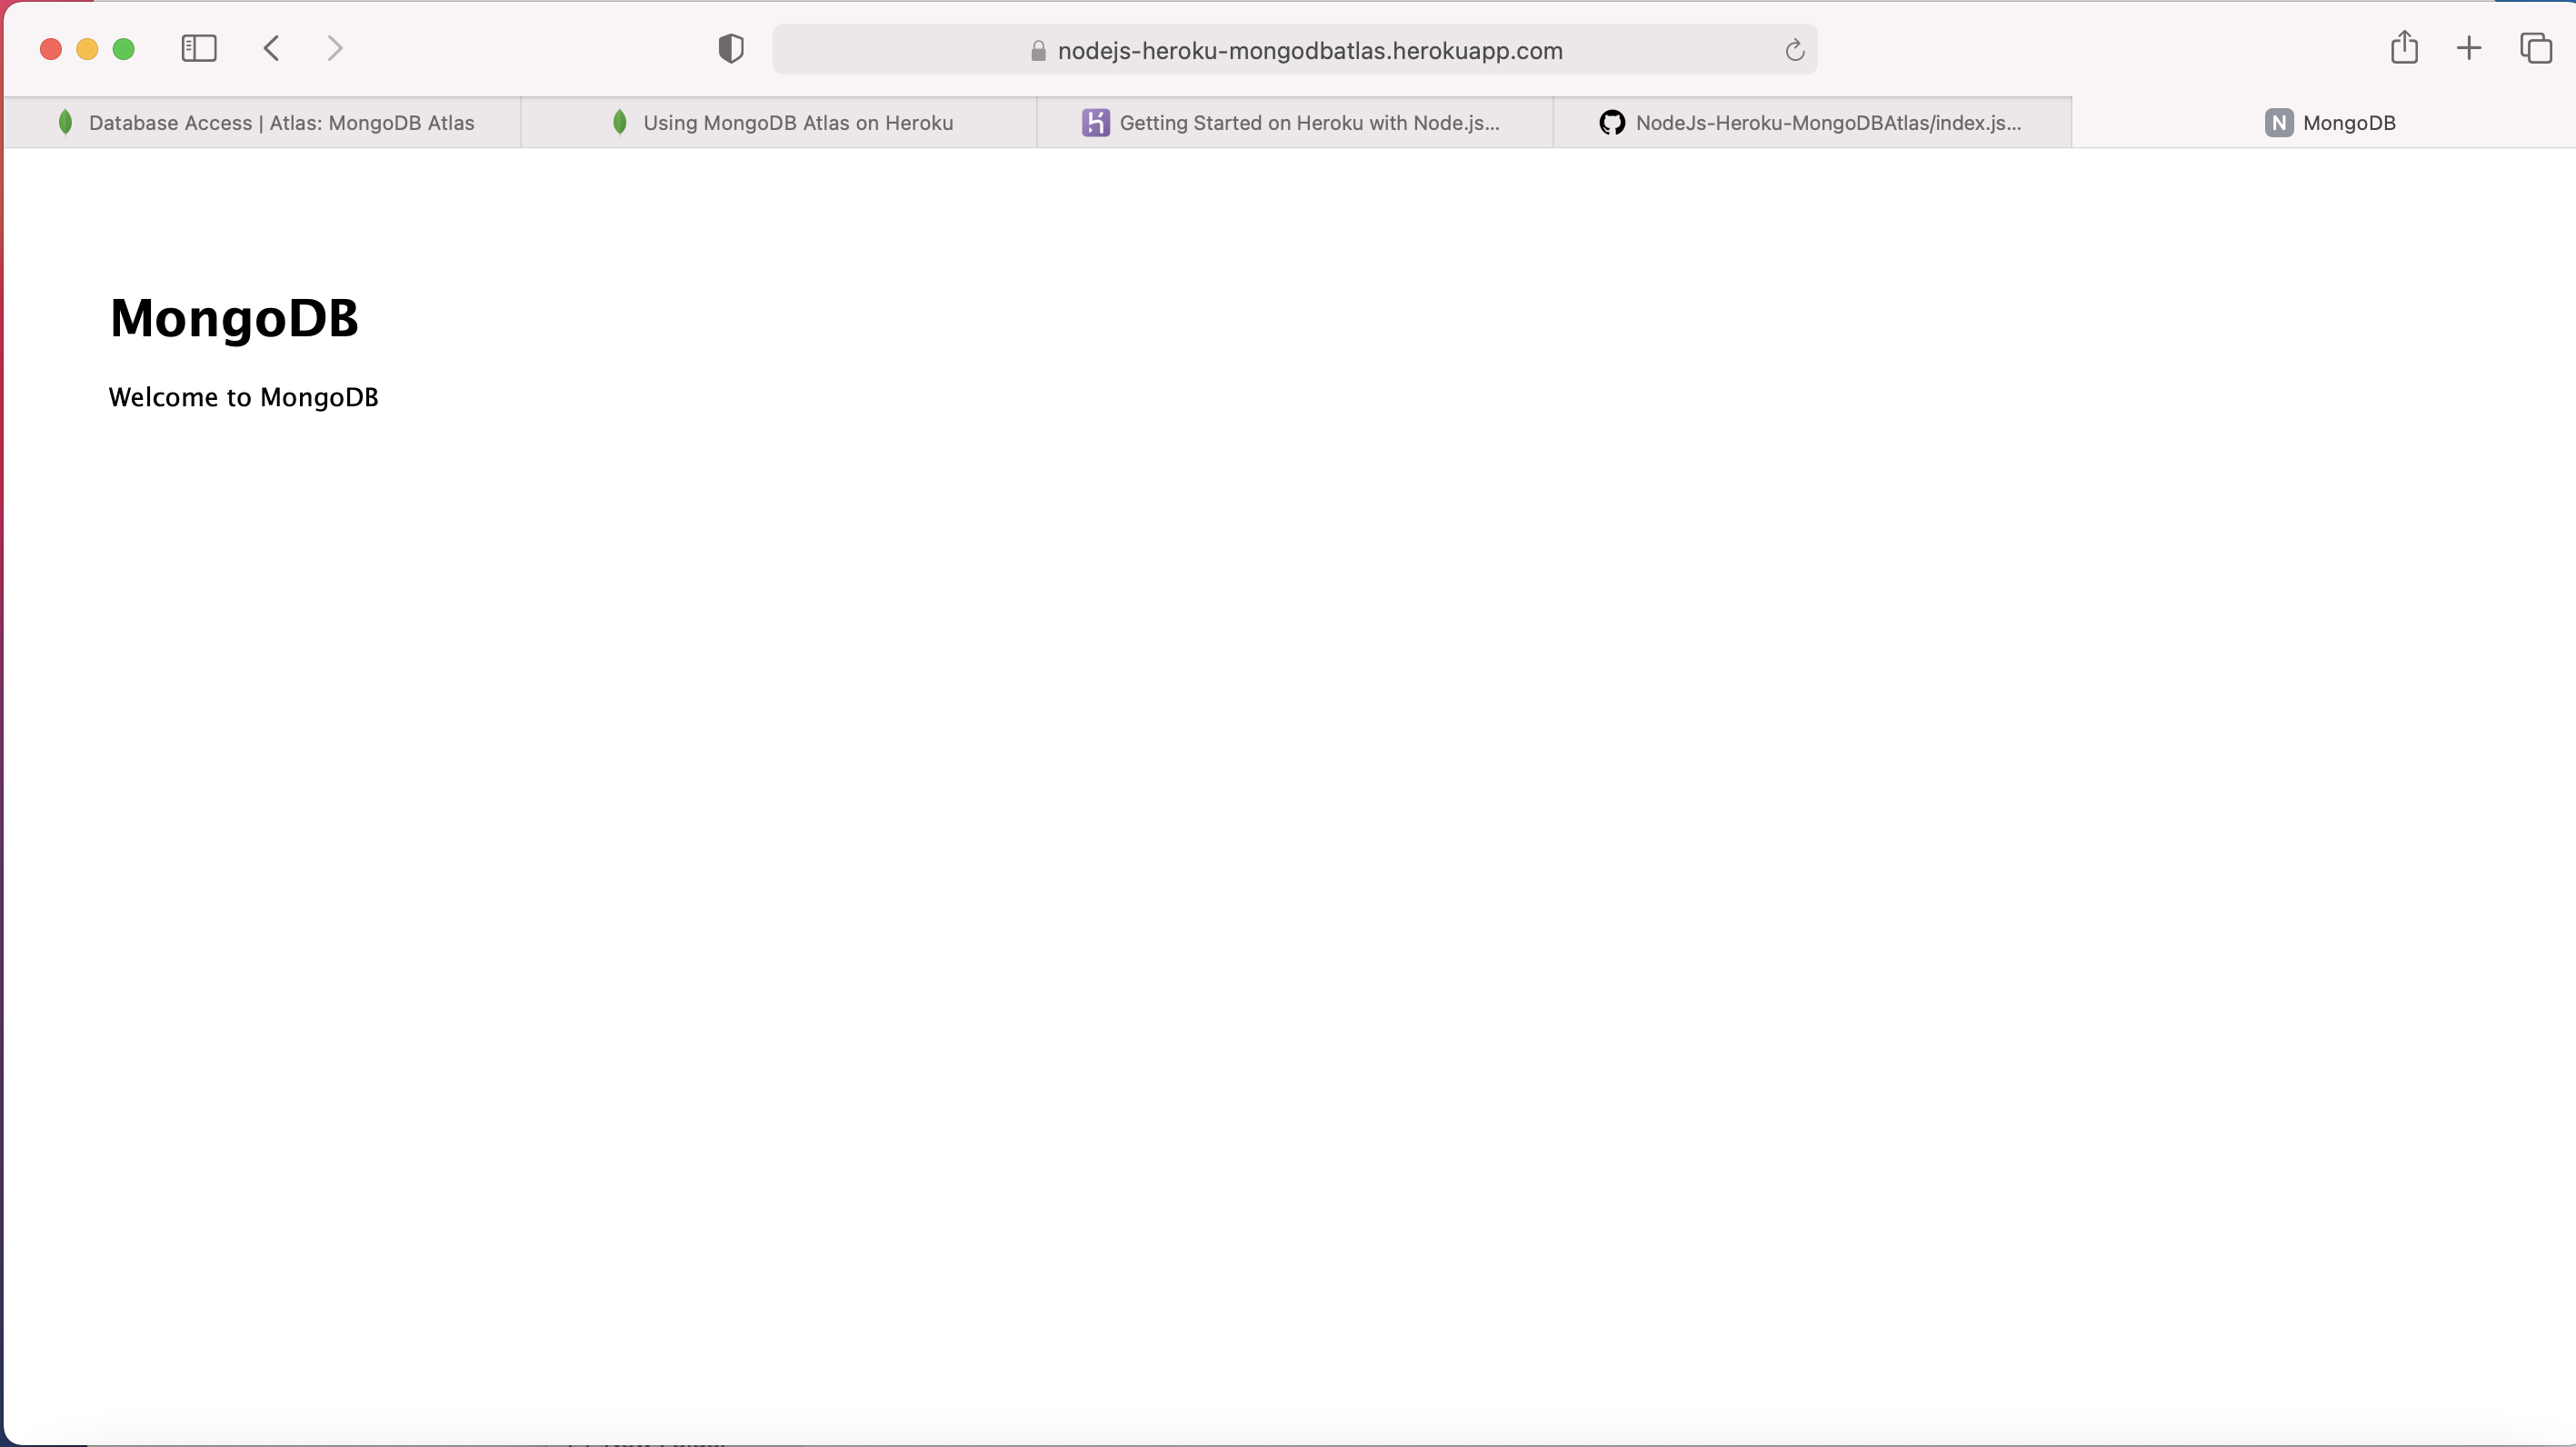 nodejs-heroku-mongodbatlas.herokuapp.com
Database Access | Atlas: MongoDB Atlas
Using MongoDB Atlas on Heroku
Getting Started on Heroku with Node.js...
NodeJs-Heroku-MongoDBAtlas/index.js...
N MongoDB
MongoDB
Welcome to MongoDB